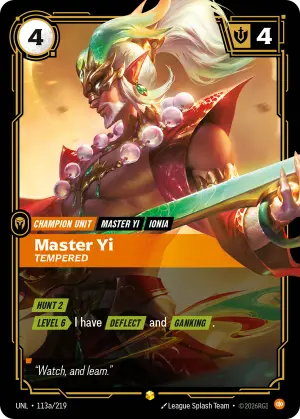 4
4
CHAMPION UNIT MASTER YI IONIA
Master Yi
TEMPERED
HUNT 2
LEVEL 6 I have DEFLECT and GANKING.
"Watch, and learn."
UNL • 113a/219 League Splash Team ©2026RGI